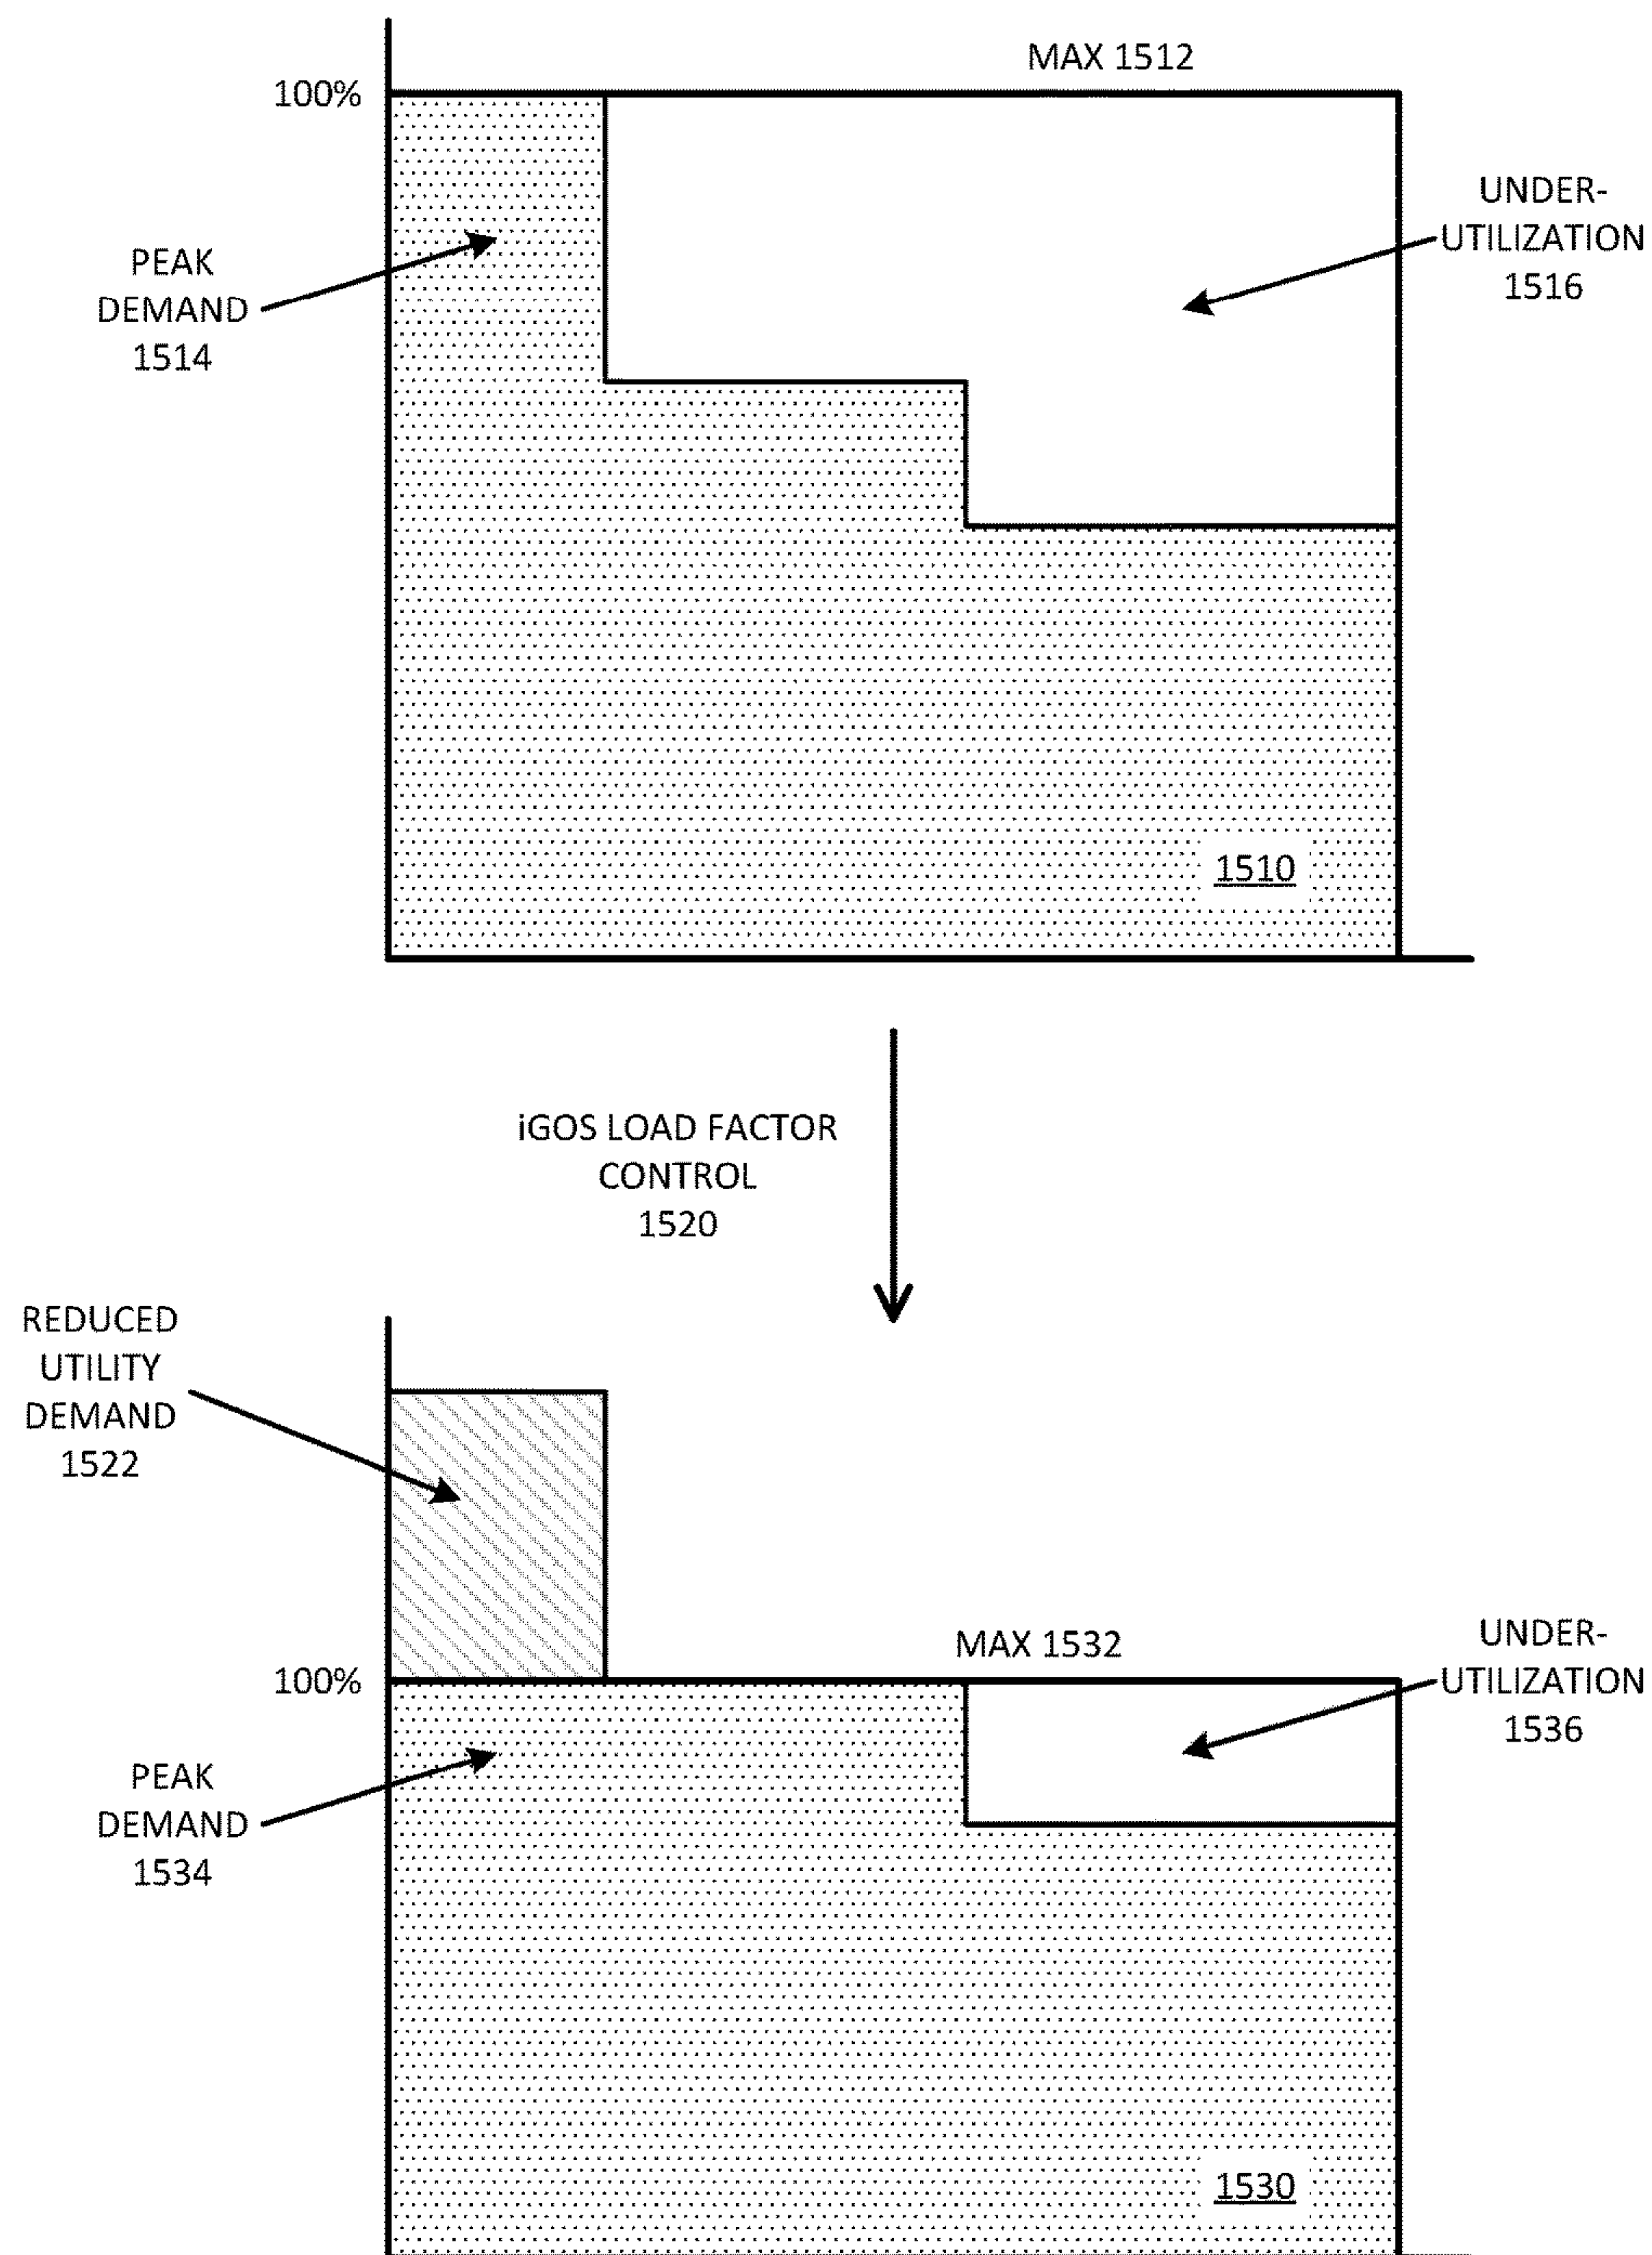 MAX 1512
100%
UNDER-
UTILIZATION
1516
PEAK
DEMAND
1514
1510
iGOS LOAD FACTOR
CONTROL
1520
REDUCED
UTILITY
DEMAND
1522
MAX 1532
100%
UNDER-
UTILIZATION
1536
PEAK
DEMAND
1534
1530